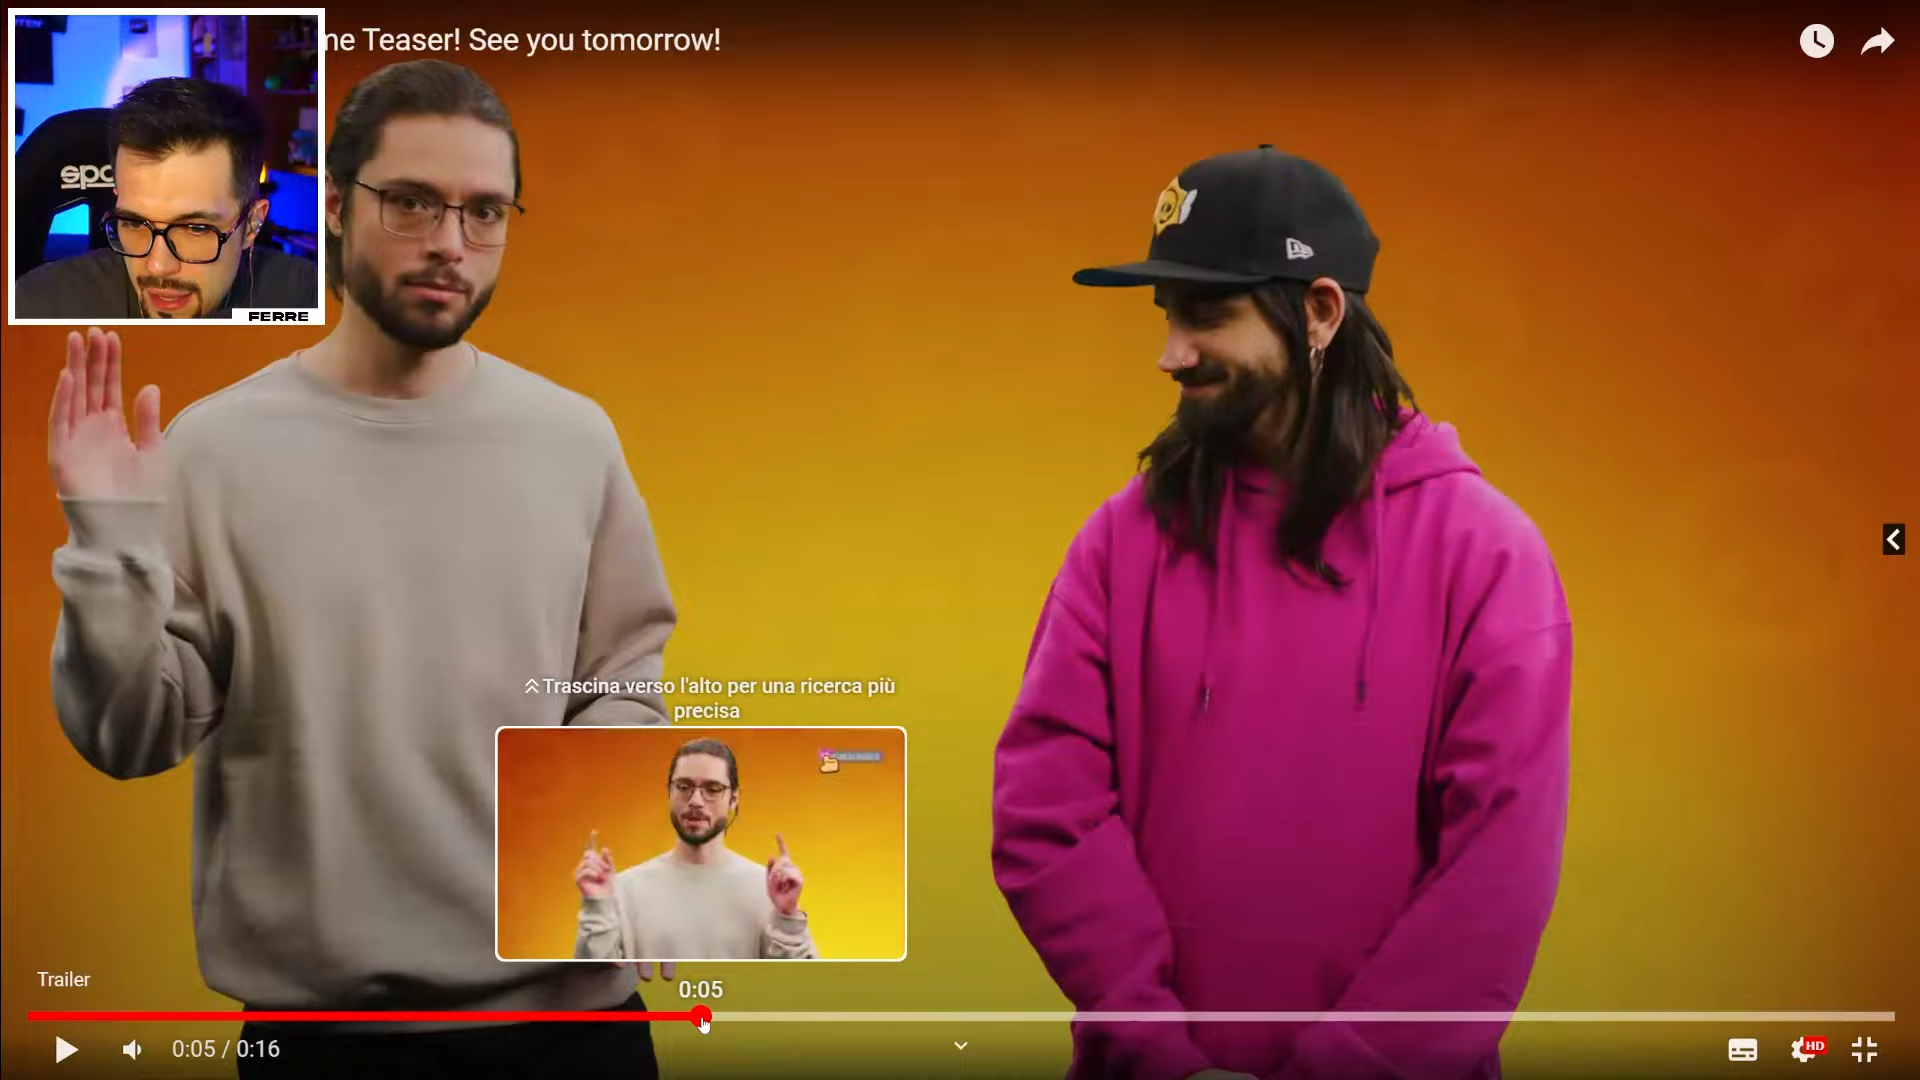 me Teaser! See you tomorrow!
FERRE
Trascina verso l'alto per una ricerca più
precisa
Trailer
0:05
0:05 / 0:16
HD